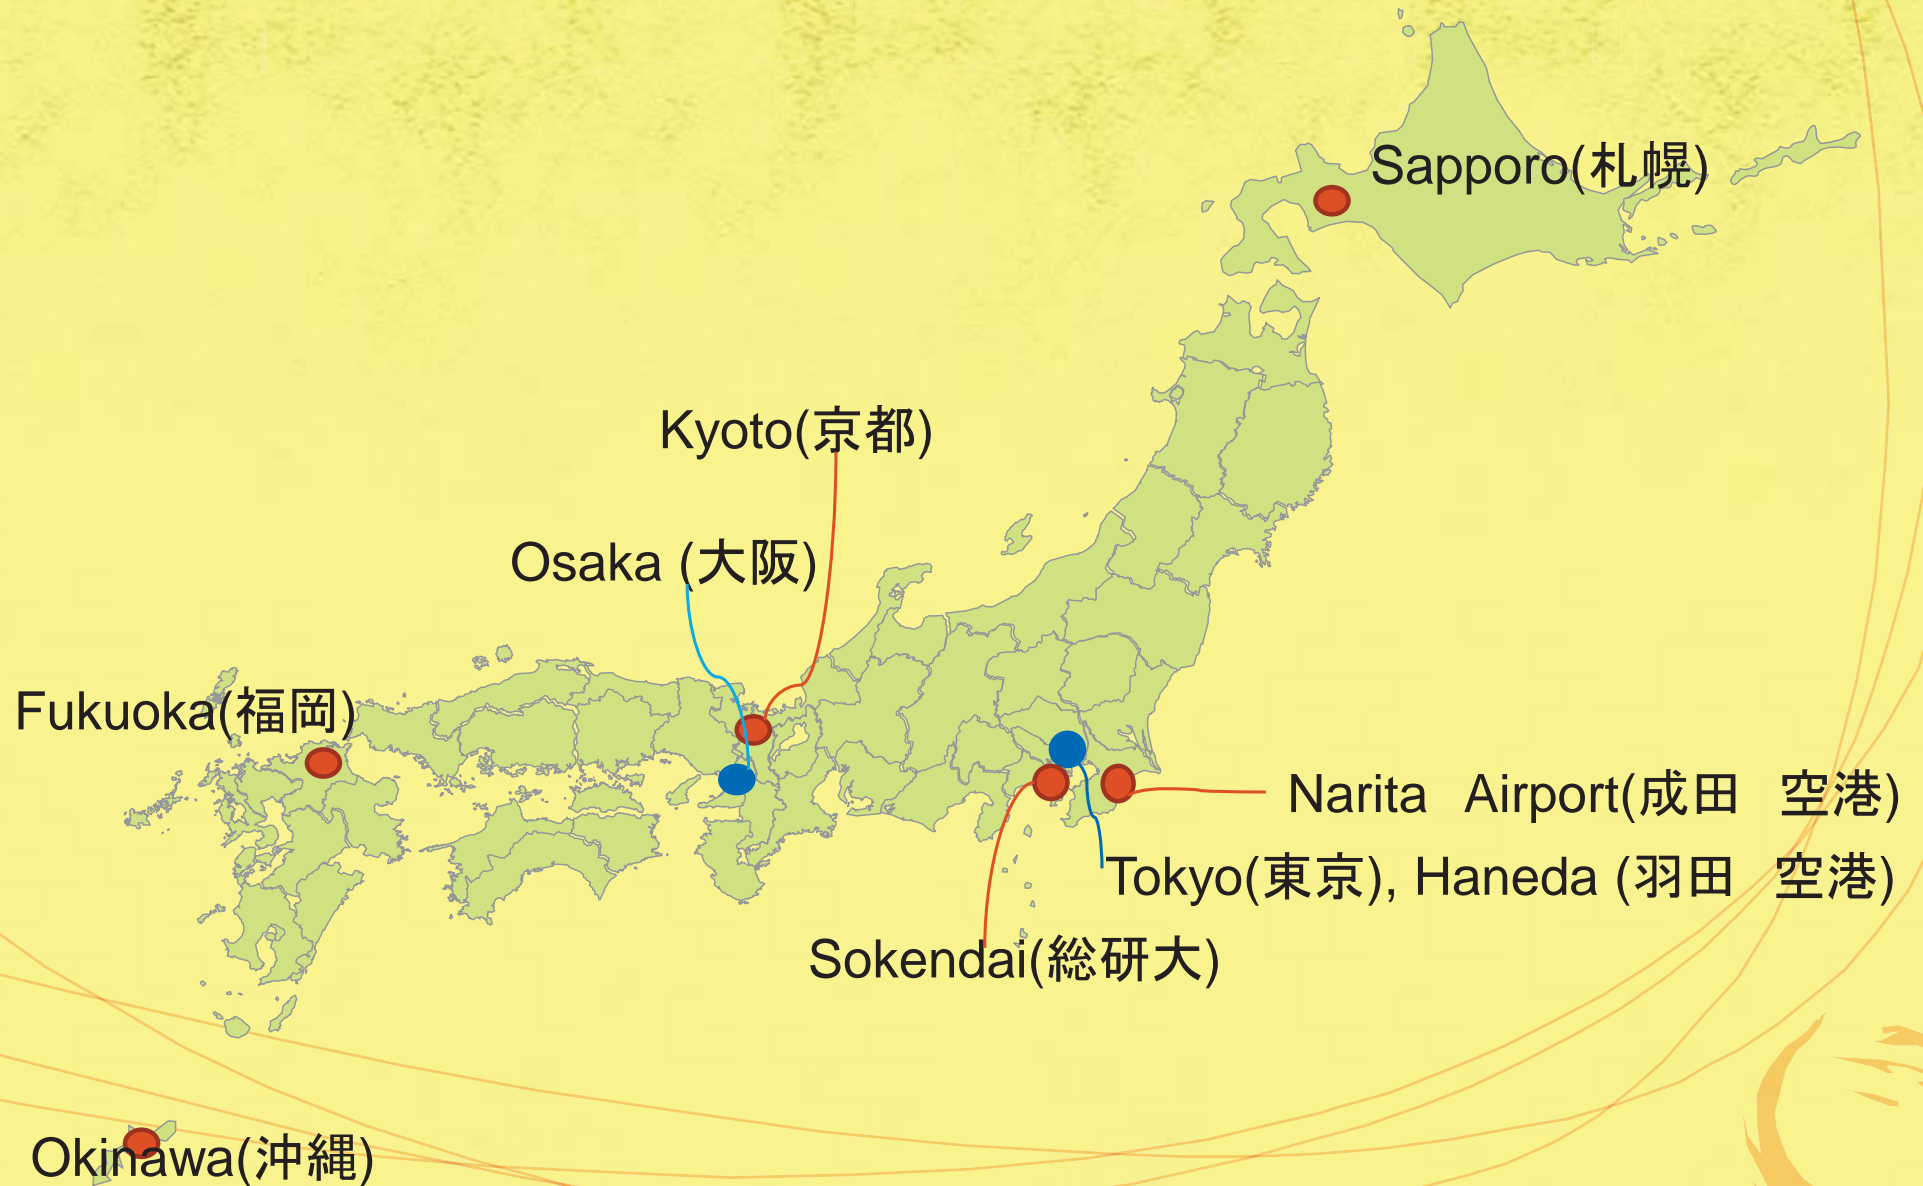 Sapporo(札幌)
Kyoto(京都)
Osaka (大阪)
Fukuoka(福岡)
Narita Airport(成田 空港)
Tokyo(東京), Haneda (羽田 空港)
Sokendai(総研大)
Okinawa(沖縄)